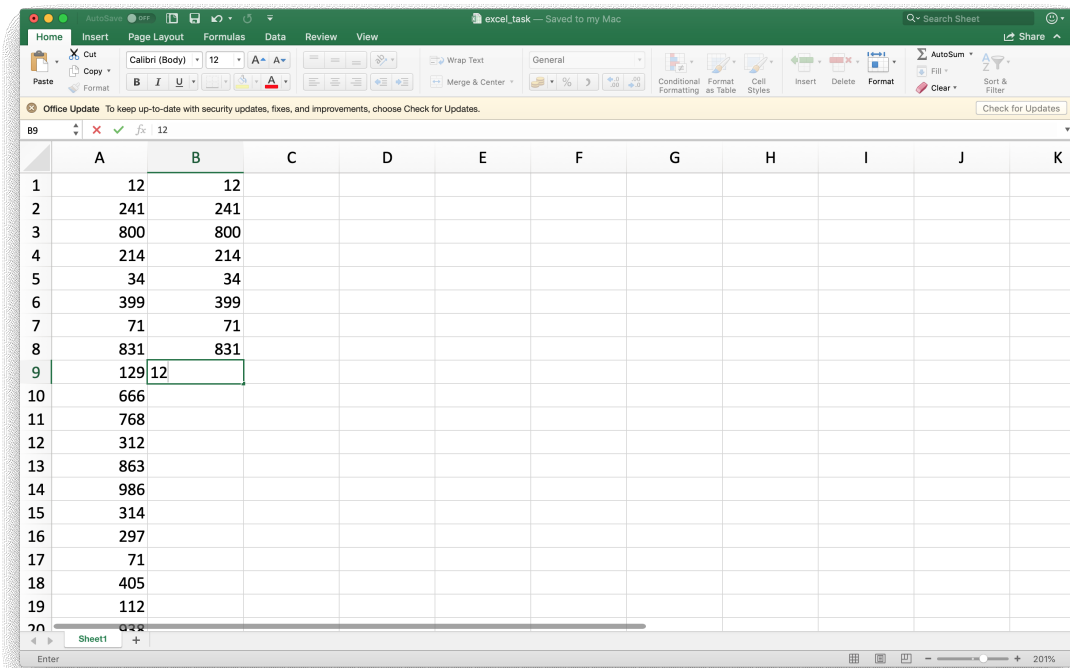 AutoSave OFF excel_task — Saved to my Mac Search Sheet
Home Insert Page Layout Formulas Data Review View Share
Paste Cut Copy Format Calibri (Body) 12 A A Wrap Text General Conditional Formatting Format as Table Cell Styles Insert Delete Format AutoSum Fill Clear Sort & Filter
B I U A Merge & Center %
Office Update To keep up-to-date with security updates, fixes, and improvements, choose Check for Updates. Check for Updates
B9 fx 12
A B C D E F G H I J K
1 12 12
2 241 241
3 800 800
4 214 214
5 34 34
6 399 399
7 71 71
8 831 831
9 129 12
10 666
11 768
12 312
13 863
14 986
15 314
16 297
17 71
18 405
19 112
20 938
Sheet1 +
Enter 201%